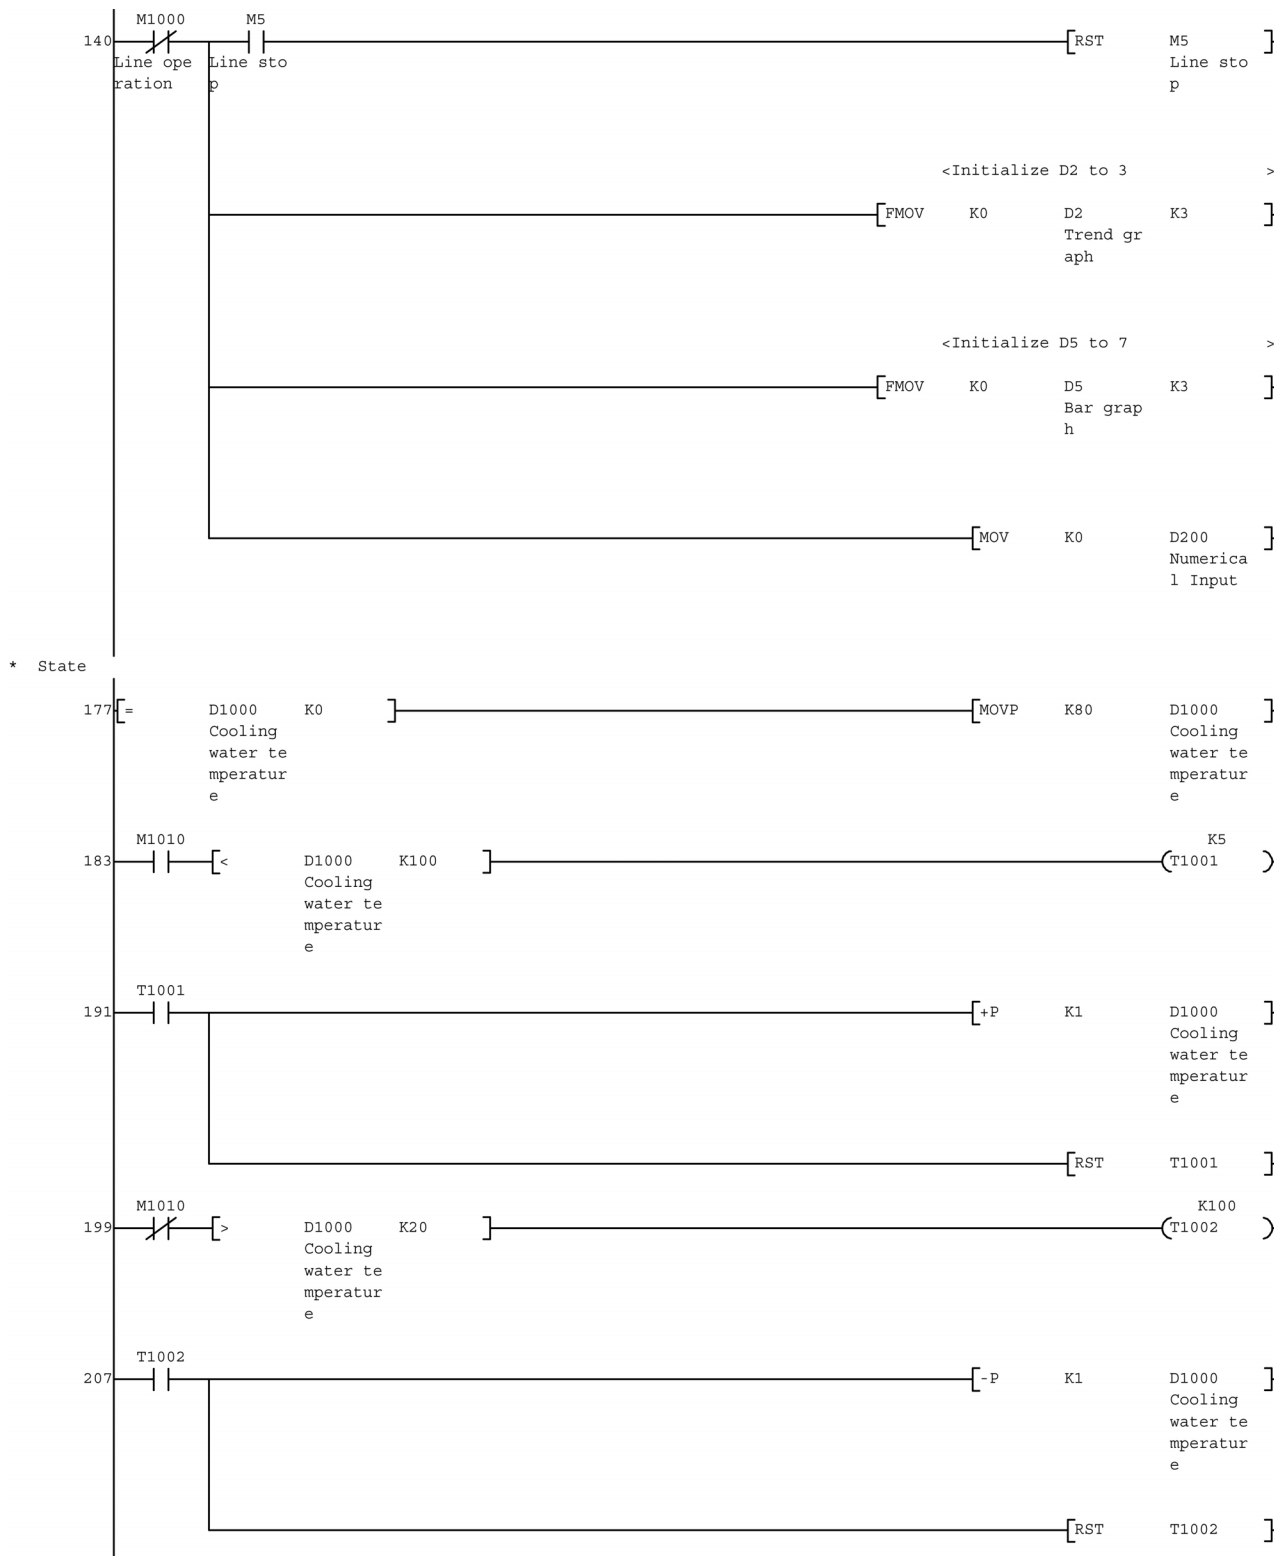 M1000 M5
140 [RST M5 ]
Line ope Line sto Line sto
ration p p
<Initialize D2 to 3 >
[FMOV K0 D2 K3 ]
Trend gr
aph
<Initialize D5 to 7 >
[FMOV K0 D5 K3 ]
Bar grap
h
[MOV K0 D200 ]
Numerica
l Input
* State
177 [= D1000 K0 ] [MOVP K80 D1000 ]
Cooling Cooling
water te water te
mperatur mperatur
e e
M1010 K5
183 [< D1000 K100 ] (T1001 )
Cooling
water te
mperatur
e
T1001
191 [+P K1 D1000 ]
Cooling
water te
mperatur
e
[RST T1001 ]
M1010 K100
199 [> D1000 K20 ] (T1002 )
Cooling
water te
mperatur
e
T1002
207 [-P K1 D1000 ]
Cooling
water te
mperatur
e
[RST T1002 ]